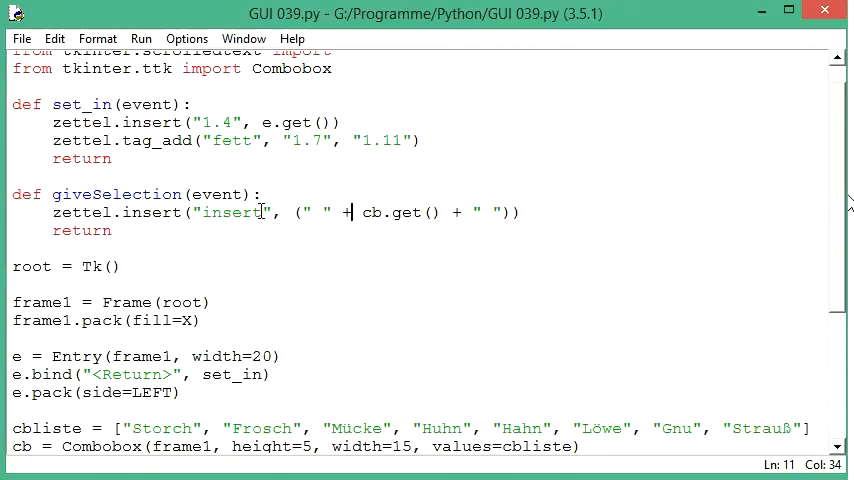 GUI 039.py - G:/Programme/Python/GUI 039.py (3.5.1)
File Edit Format Run Options Window Help
from tkinter.scrolledtext import
from tkinter.ttk import Combobox
def set_in(event):
zettel.insert("1.4", e.get())
zettel.tag_add("fett", "1.7", "1.11")
return
def giveSelection(event):
zettel.insert("insert", (" " + cb.get() + " "))
return
root = Tk()
frame1 = Frame(root)
frame1.pack(fill=X)
e = Entry(frame1, width=20)
e.bind("<Return>", set_in)
e.pack(side=LEFT)
cbliste = ["Storch", "Frosch", "Mücke", "Huhn", "Hahn", "Löwe", "Gnu", "Strauß"]
cb = Combobox(frame1, height=5, width=15, values=cbliste)
Ln: 11 Col: 34